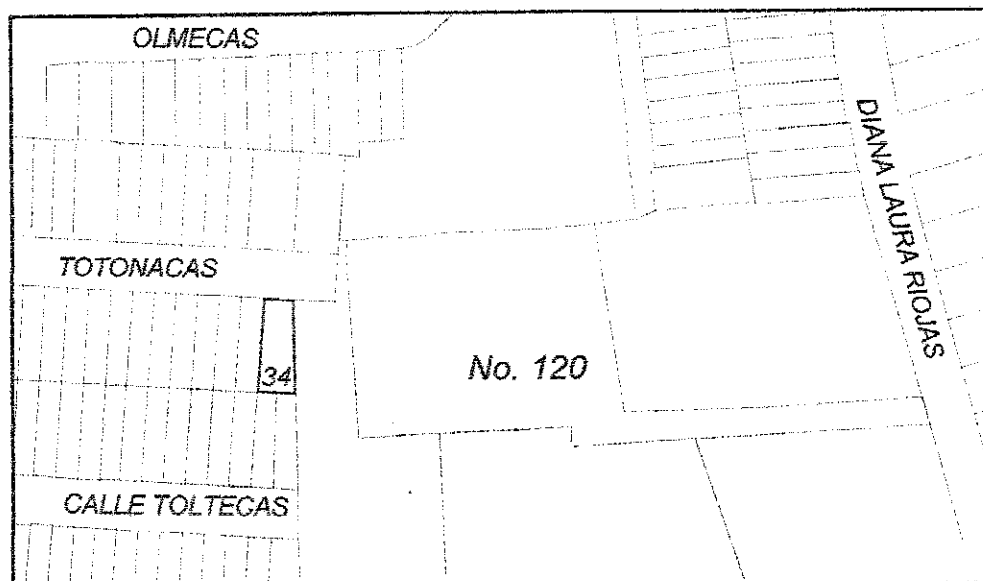 OLMECAS
DIANA LAURA RIOJAS
TOTONACAS
No. 120
34
CALLE TOLTECAS